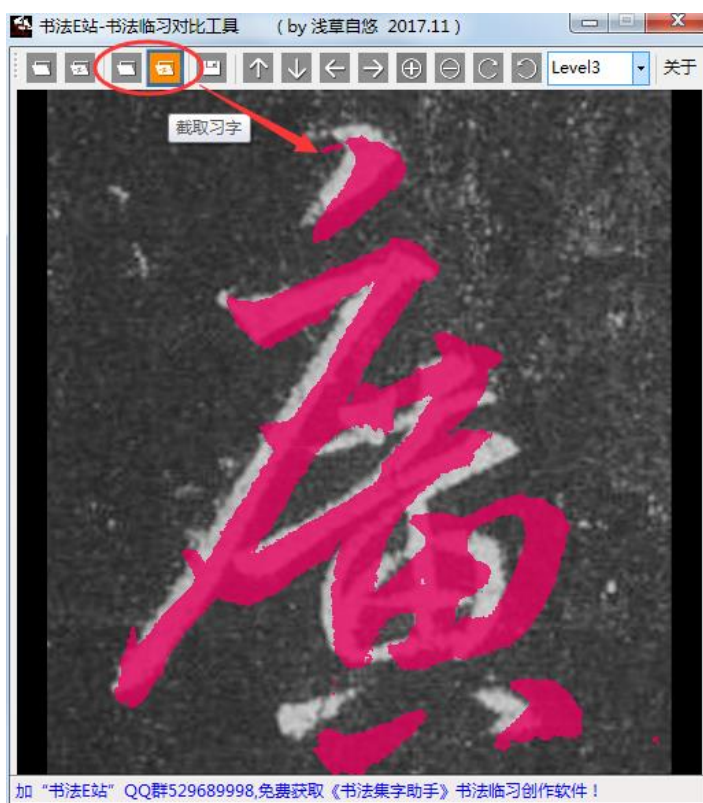 书法E站-书法临习对比工具 （by 浅草自悠 2017.11）
Level3 关于
截取习字
廣
加“书法E站”QQ群529689998,免费获取《书法集字助手》书法临习创作软件！